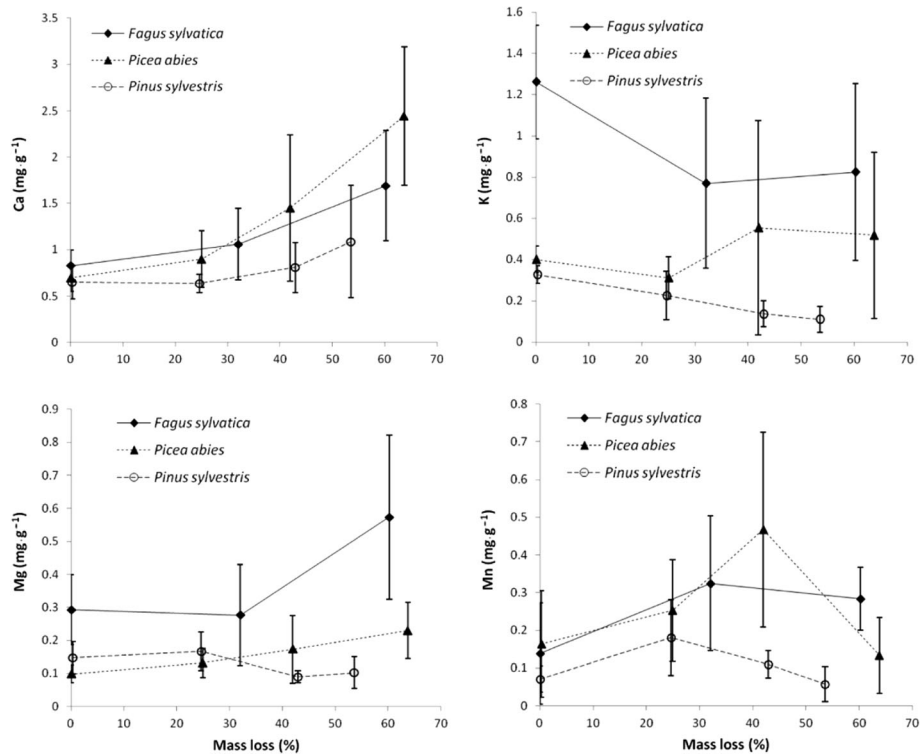 3.5
3
2.5
2
1.5
1
0.5
0
Ca (mg·g⁻¹)
Fagus sylvatica
Picea abies
Pinus sylvestris
0 10 20 30 40 50 60 70
1.6
1.4
1.2
1
0.8
0.6
0.4
0.2
0
K (mg·g⁻¹)
Fagus sylvatica
Picea abies
Pinus sylvestris
0 10 20 30 40 50 60 70
0.9
0.8
0.7
0.6
0.5
0.4
0.3
0.2
0.1
0
Mg (mg·g⁻¹)
Fagus sylvatica
Picea abies
Pinus sylvestris
0 10 20 30 40 50 60 70
Mass loss (%)
0.8
0.7
0.6
0.5
0.4
0.3
0.2
0.1
0
Mn (mg·g⁻¹)
Fagus sylvatica
Picea abies
Pinus sylvestris
0 10 20 30 40 50 60 70
Mass loss (%)